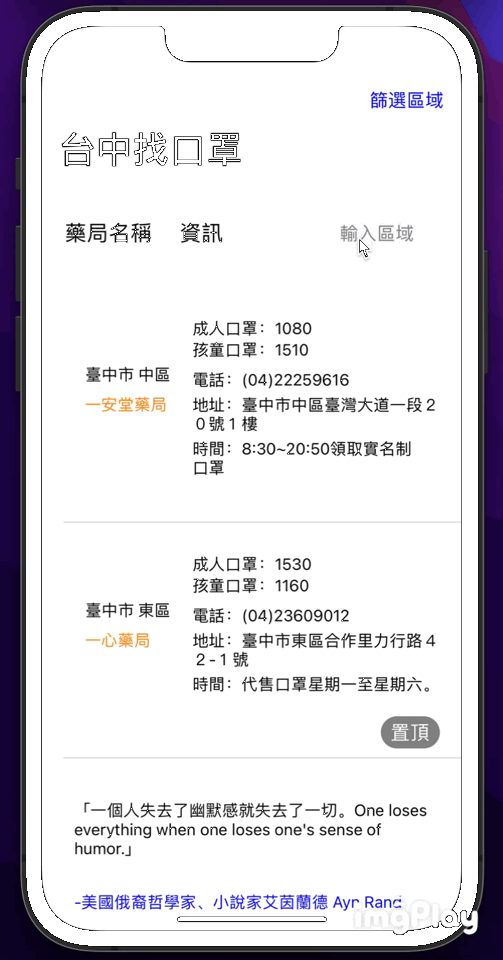 篩選區域
台中找口罩
藥局名稱 資訊 輸入區域
成人口罩：1080
孩童口罩：1510
臺中市 中區
一安堂藥局
電話：(04)22259616
地址：臺中市中區臺灣大道一段２
０號１樓
時間：8:30~20:50領取實名制
口罩
成人口罩：1530
孩童口罩：1160
臺中市 東區
一心藥局
電話：(04)23609012
地址：臺中市東區合作里力行路４
２-１號
時間：代售口罩星期一至星期六。
置頂
「一個人失去了幽默感就失去了一切。One loses
everything when one loses one's sense of
humor.」
-美國俄裔哲學家、小說家艾茵蘭德 Ayn Rand
imgPlay